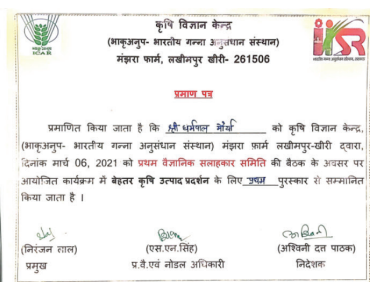 कृषि विज्ञान केन्द्र
(भाकृअनुप- भारतीय गन्ना अनुसंधान संस्थान)
मंझरा फार्म, लखीमपुर खीरी- 261506
ICAR
प्रमाण पत्र
प्रमाणित किया जाता है कि श्री धर्मपाल मौर्या को कृषि विज्ञान केन्द्र,
(भाकृअनुप- भारतीय गन्ना अनुसंधान संस्थान) मंझरा फार्म लखीमपुर-खीरी द्वारा,
दिनांक मार्च 06, 2021 को प्रथम वैज्ञानिक सलाहकार समिति की बैठक के अवसर पर
आयोजित कार्यक्रम में बेहतर कृषि उत्पाद प्रदर्शन के लिए प्रथम पुरस्कार से सम्मानित
किया जाता है ।
(निरंजन लाल) (एस.एन.सिंह) (अश्विनी दत्त पाठक)
प्रमुख प्र.वै.एवं नोडल अधिकारी निदेशक